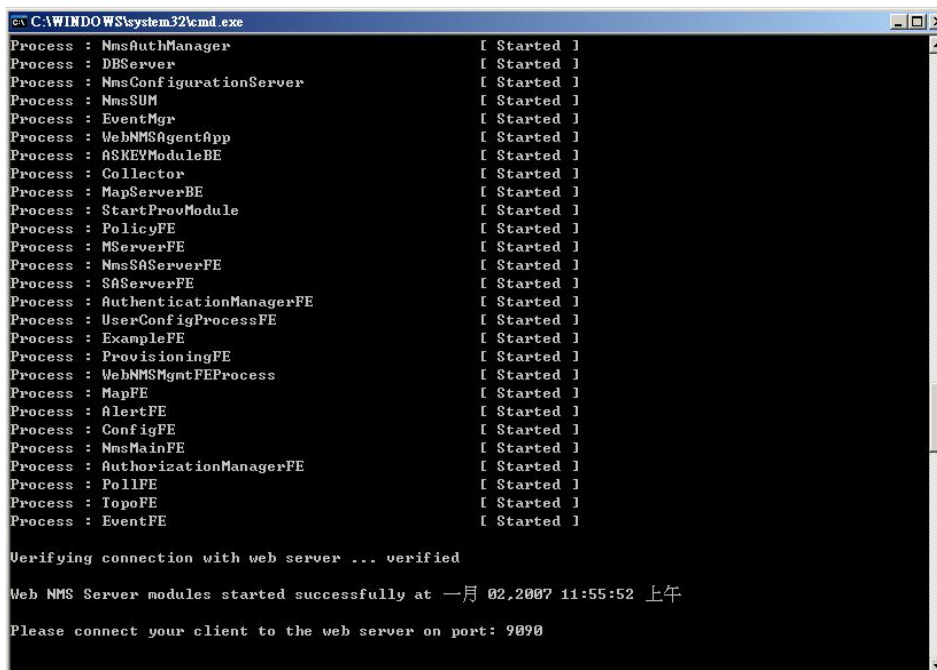 C:\WINDOWS\system32\cmd.exe
Process : NmsAuthManager [ Started ]
Process : DBServer [ Started ]
Process : NmsConfigurationServer [ Started ]
Process : NmsSUM [ Started ]
Process : EventMgr [ Started ]
Process : WebNMSAgentApp [ Started ]
Process : ASKEYModuleBE [ Started ]
Process : Collector [ Started ]
Process : MapServerBE [ Started ]
Process : StartProvModule [ Started ]
Process : PolicyFE [ Started ]
Process : MServerFE [ Started ]
Process : NmsSAServerFE [ Started ]
Process : SAServerFE [ Started ]
Process : AuthenticationManagerFE [ Started ]
Process : UserConfigProcessFE [ Started ]
Process : ExampleFE [ Started ]
Process : ProvisioningFE [ Started ]
Process : WebNMSMgmtFEProcess [ Started ]
Process : MapFE [ Started ]
Process : AlertFE [ Started ]
Process : ConfigFE [ Started ]
Process : NmsMainFE [ Started ]
Process : AuthorizationManagerFE [ Started ]
Process : PollFE [ Started ]
Process : TopoFE [ Started ]
Process : EventFE [ Started ]
Verifying connection with web server ... verified
Web NMS Server modules started successfully at 一月 02,2007 11:55:52 上午
Please connect your client to the web server on port: 9090